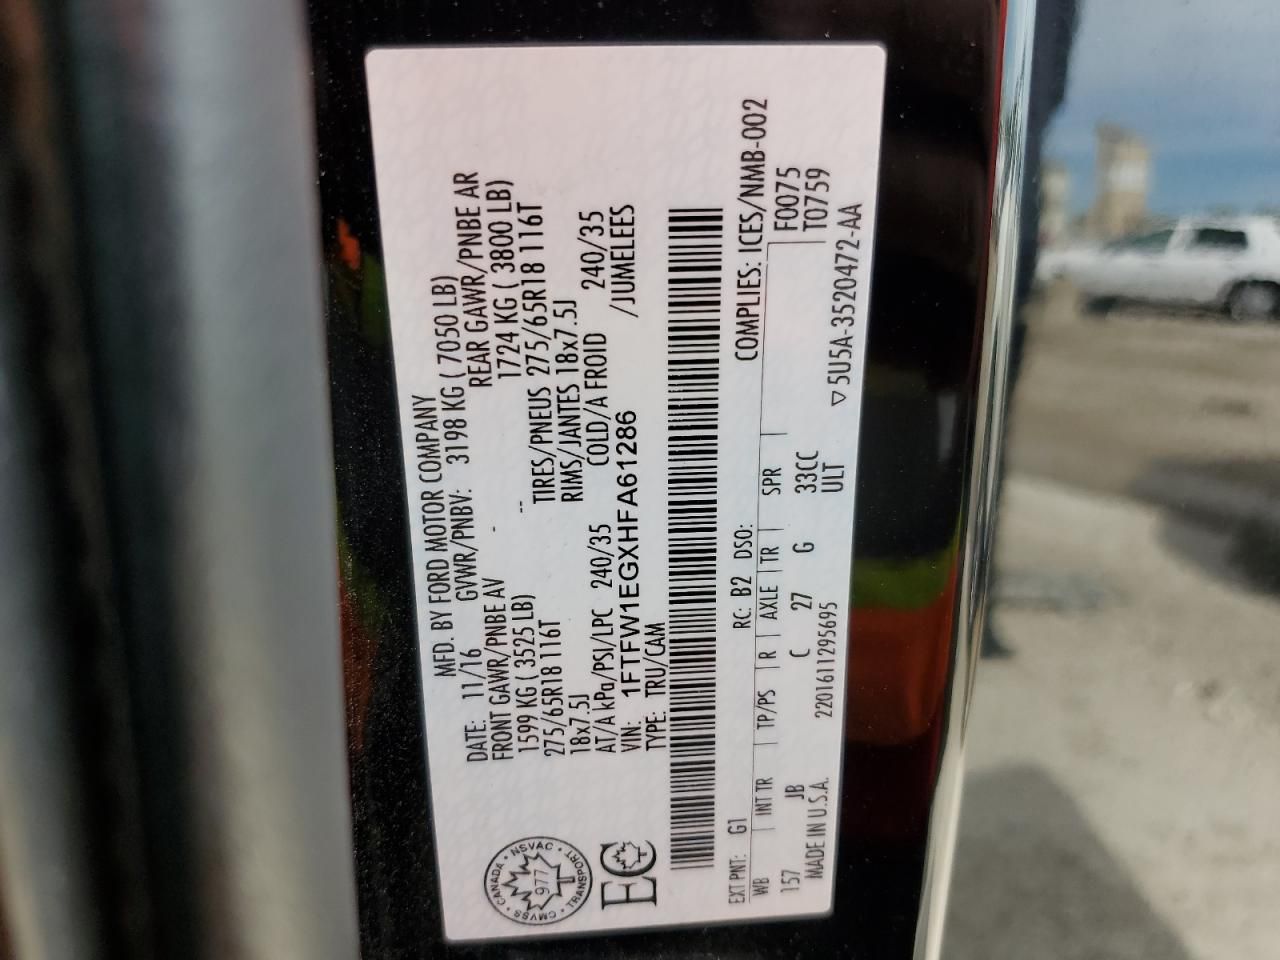 MFD. BY FORD MOTOR COMPANY
DATE: 11/16 GVWR/PNBV: 3198 KG ( 7050 LB)
FRONT GAWR/PNBE AV - REAR GAWR/PNBE AR
1599 KG ( 3525 LB) -- 1724 KG ( 3800 LB)
275/65R18 116T TIRES/PNEUS 275/65R18 116T
18x7.5J RIMS/JANTES 18x7.5J
AT/A kPa/PSI/LPC 240/35 COLD/A FROID 240/35
VIN: 1FTFW1EGXHFA61286 /JUMELEES
TYPE: TRU/CAM
CANADA • NSVAC • TRANSPORT • CMVSS •
977
EC
EXT PNT: G1 RC: B2 DSO: COMPLIES: ICES/NMB-002
WB INT TR TP/PS R AXLE TR SPR F0075
157 JB C 27 G 33CC T0759
ULT
MADE IN U.S.A. 2201611295695 ▽ 5U5A-3520472-AA